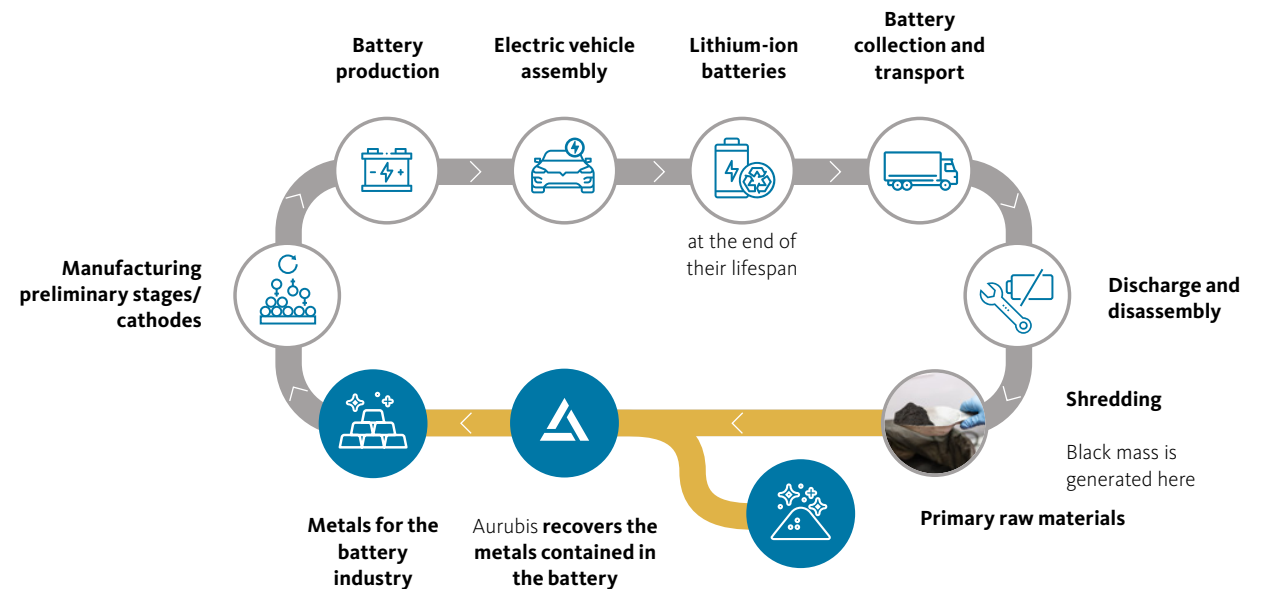 Battery
production
Electric vehicle
assembly
Lithium-ion
batteries
Battery
collection and
transport
at the end of
their lifespan
Manufacturing
preliminary stages/
cathodes
Discharge and
disassembly
Shredding
Black mass is
generated here
Primary raw materials
Metals for the
battery
industry
Aurubis recovers the
metals contained in
the battery